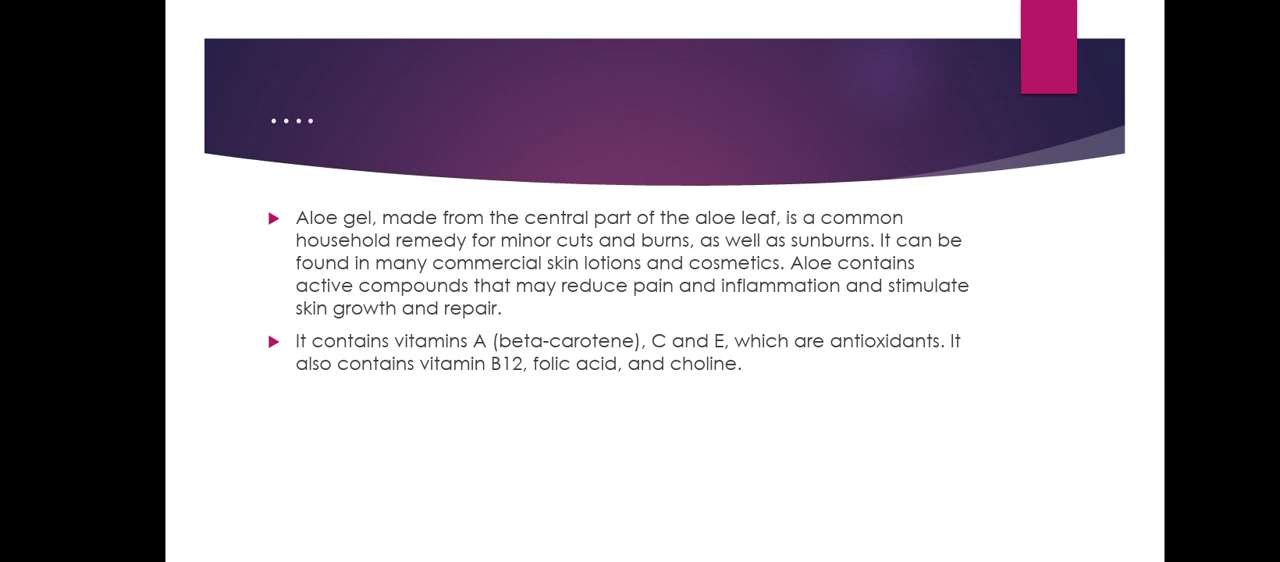 ....
Aloe gel, made from the central part of the aloe leaf, is a common
household remedy for minor cuts and burns, as well as sunburns. It can be
found in many commercial skin lotions and cosmetics. Aloe contains
active compounds that may reduce pain and inflammation and stimulate
skin growth and repair.
It contains vitamins A (beta-carotene), C and E, which are antioxidants. It
also contains vitamin B12, folic acid, and choline.